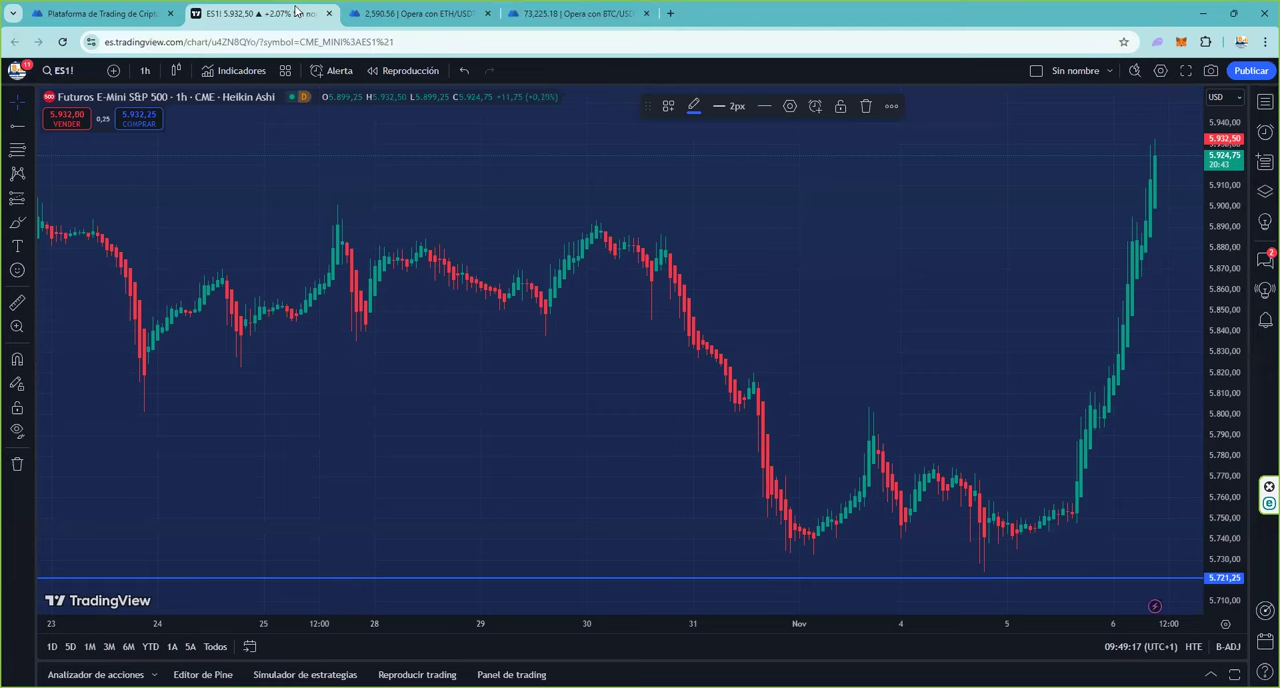 Plataforma de Trading de Cript
ES1! 5.932,50 ▲ +2.07% Sin no
2,590.56 | Opera con ETH/USDT
73,225.18 | Opera con BTC/USD
es.tradingview.com/chart/u4ZN8QYo/?symbol=CME_MINI%3AES1%21
11
ES1!
1h
Indicadores
Alerta
Reproducción
Sin nombre
Publicar
500
Futuros E-Mini S&P 500 · 1h · CME · Heikin Ashi
D
O5.899,25 H5.932,50 L5.899,25 C5.924,75 +11,75 (+0,20%)
2px
USD
5.932,00
VENDER
0,25
5.932,25
COMPRAR
5.940,00
5.932,50
5.924,75
20:43
5.910,00
5.900,00
5.890,00
5.880,00
5.870,00
5.860,00
5.850,00
5.840,00
5.830,00
5.820,00
5.810,00
5.800,00
5.790,00
5.780,00
5.770,00
5.760,00
5.750,00
5.740,00
5.730,00
5.721,25
5.710,00
2
TradingView
23
24
25
12:00
28
29
30
31
Nov
4
5
6
12:00
1D
5D
1M
3M
6M
YTD
1A
5A
Todos
09:49:17 (UTC+1)
HTE
B-ADJ
Analizador de acciones
Editor de Pine
Simulador de estrategias
Reproducir trading
Panel de trading